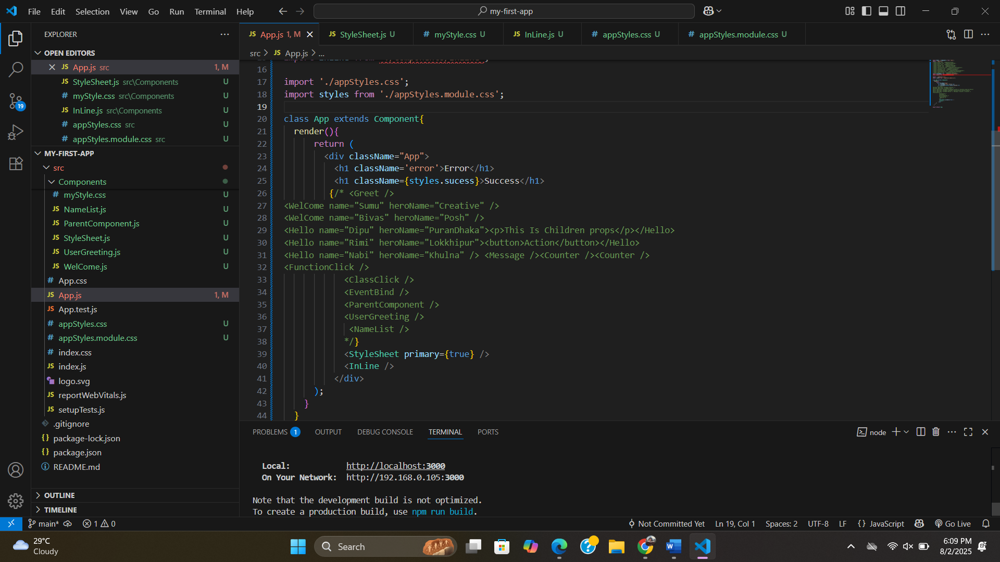 File Edit Selection View Go Run Terminal Help
my-first-app
EXPLORER
OPEN EDITORS
App.js src 1, M
StyleSheet.js src\Components U
myStyle.css src\Components U
InLine.js src\Components U
appStyles.css src U
appStyles.module.css src U
MY-FIRST-APP
src
Components
myStyle.css U
NameList.js U
ParentComponent.js U
StyleSheet.js U
UserGreeting.js U
WelCome.js U
App.css
App.js 1, M
App.test.js
appStyles.css U
appStyles.module.css U
index.css
index.js
logo.svg
reportWebVitals.js
setupTests.js
.gitignore
package-lock.json
package.json
README.md
OUTLINE
TIMELINE
19
App.js 1, M StyleSheet.js U myStyle.css U InLine.js U appStyles.css U appStyles.module.css U
src > App.js > ...
16
17 import './appStyles.css';
18 import styles from './appStyles.module.css';
19
20 class App extends Component{
21 render(){
22 return (
23 <div className="App">
24 <h1 className='error'>Error</h1>
25 <h1 className={styles.sucess}>Success</h1>
26 {/* <Greet />
27 <WelCome name="Sumu" heroName="Creative" />
28 <WelCome name="Bivas" heroName="Posh" />
29 <Hello name="Dipu" heroName="PuranDhaka"><p>This Is Children props</p></Hello>
30 <Hello name="Rimi" heroName="Lokkhipur"><button>Action</button></Hello>
31 <Hello name="Nabi" heroName="Khulna" /> <Message /><Counter /><Counter />
32 <FunctionClick />
33 <ClassClick />
34 <EventBind />
35 <ParentComponent />
36 <UserGreeting />
37 <NameList />
38 */}
39 <StyleSheet primary={true} />
40 <InLine />
41 </div>
42 );
43 }
44 }
PROBLEMS 1 OUTPUT DEBUG CONSOLE TERMINAL PORTS
node
Local: http://localhost:3000
On Your Network: http://192.168.0.105:3000
Note that the development build is not optimized.
To create a production build, use npm run build.
main* 1 0
Not Committed Yet Ln 19, Col 1 Spaces: 2 UTF-8 LF {} JavaScript Go Live
29°C
Cloudy
Search
6:09 PM
8/2/2025